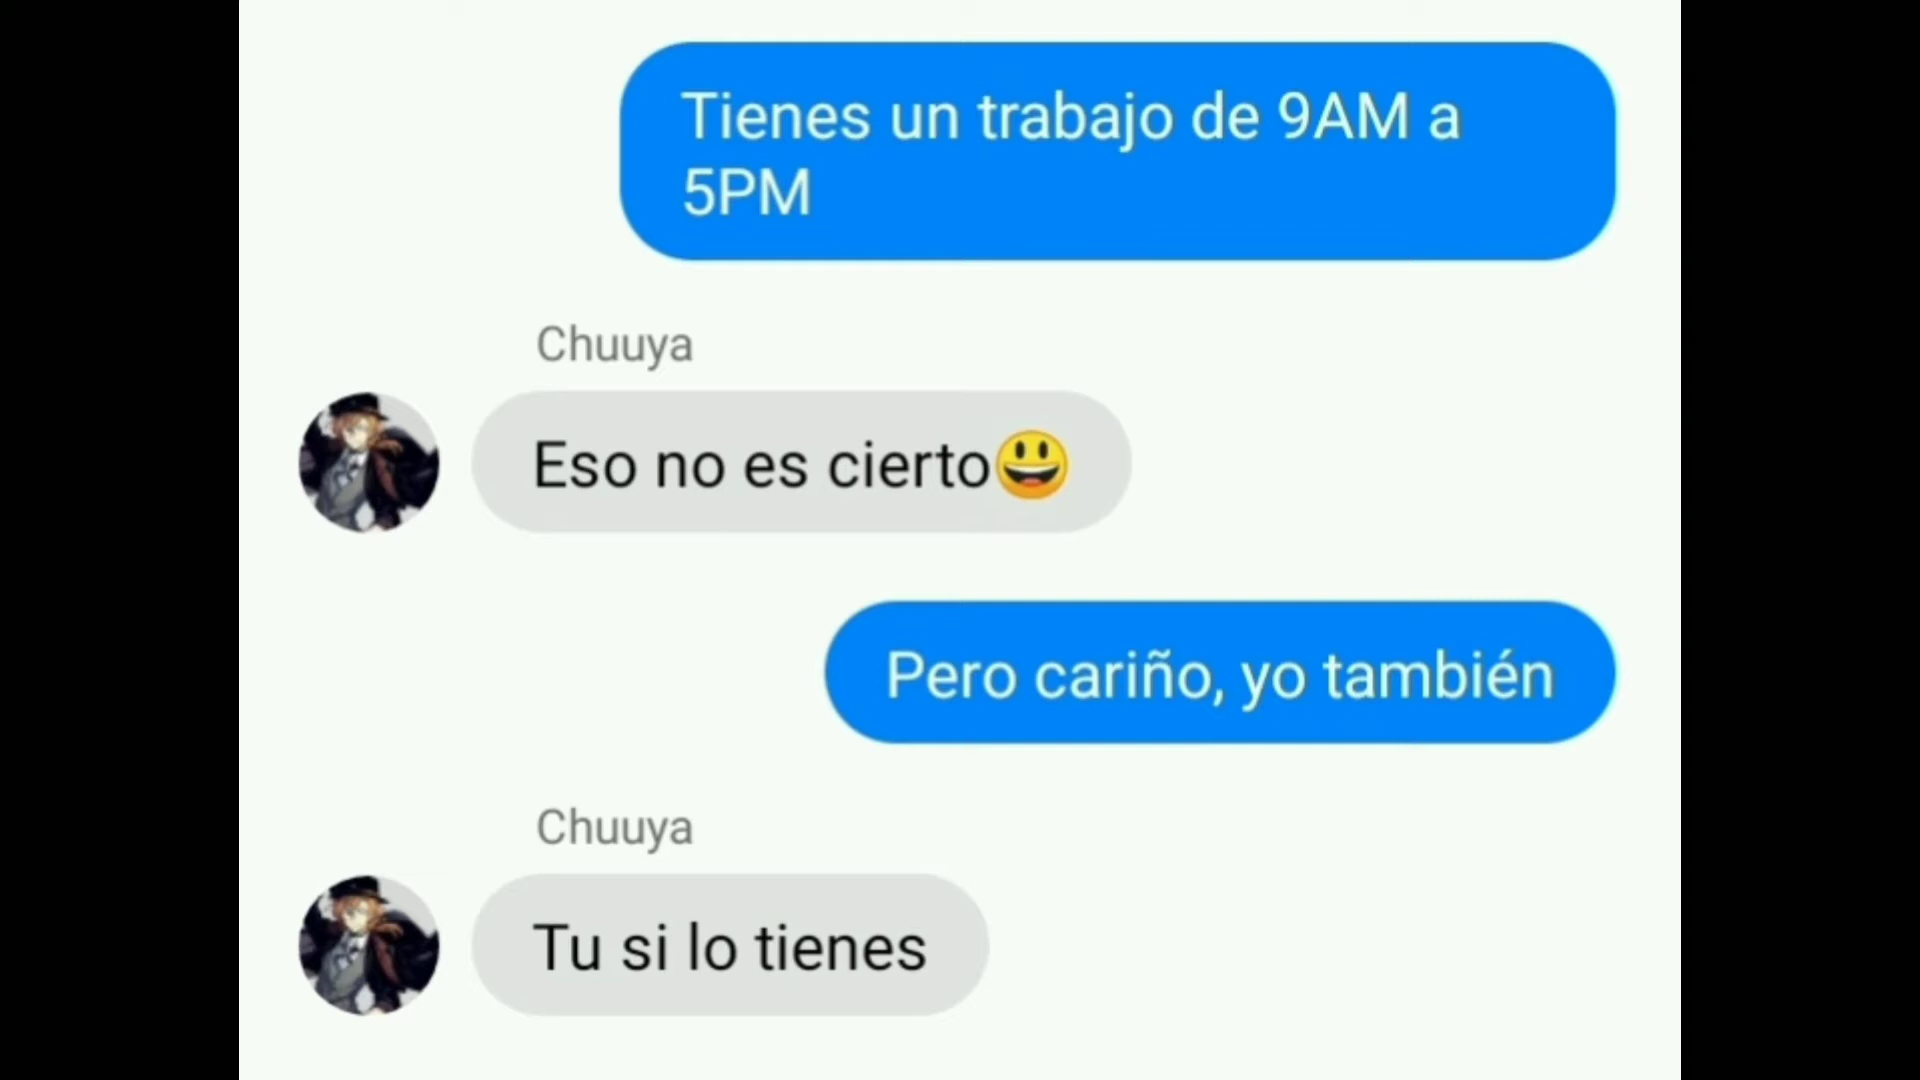 Tienes un trabajo de 9AM a
5PM
Chuuya
Eso no es cierto😃
Pero cariño, yo también
Chuuya
Tu si lo tienes